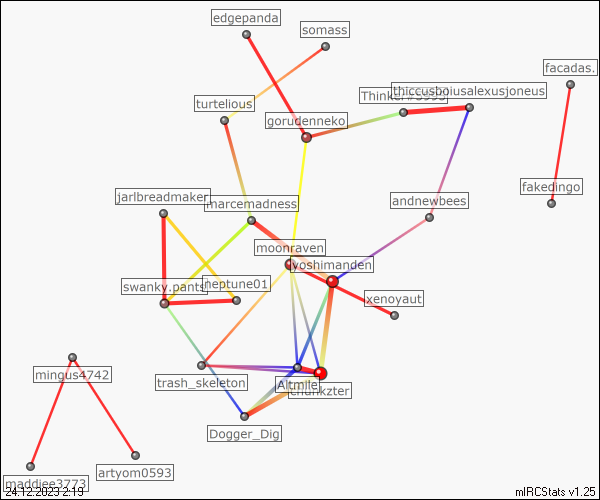 edgepanda
somass
facadas.
thiccusboiusalexusjoneus
turtelious
gorudenneko
fakedingo
jarlbreadmaker
marcemadness
andnewbees
moonraven
yoshimanden
swanky.pants
neptune01
xenoyaut
mingus4742
trash_skeleton
Altmile
chunkzter
Dogger_Dig
artyom0593
maddiee3773
24.12.2023 2:19
mIRCStats v1.25